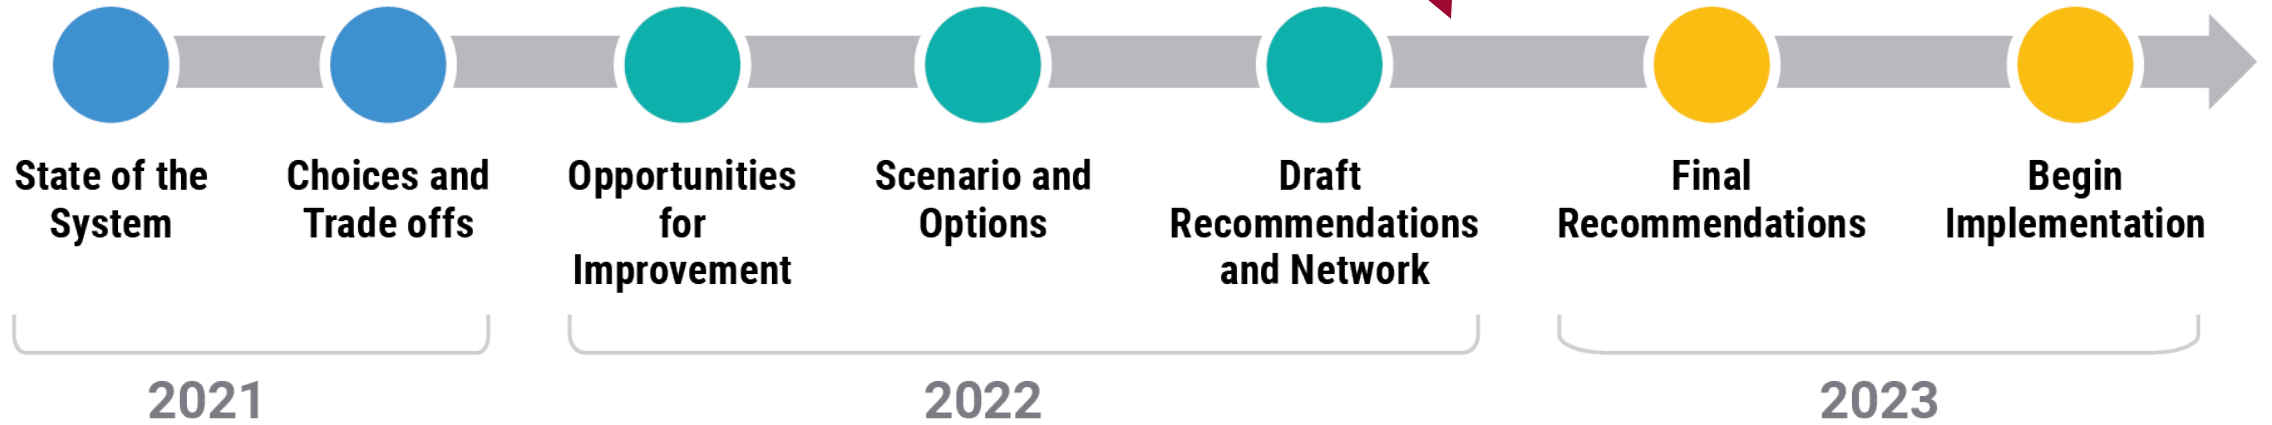 State of the
System
Choices and
Trade offs
Opportunities
for
Improvement
Scenario and
Options
Draft
Recommendations
and Network
Final
Recommendations
Begin
Implementation
2021
2022
2023